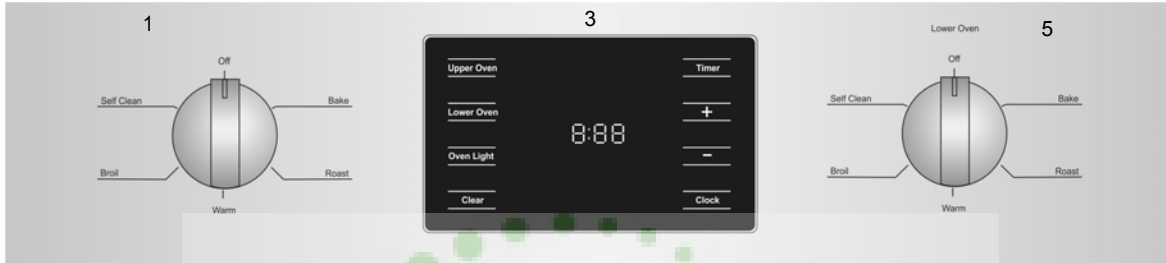 1
Off
Self Clean
Bake
Broil
Roast
Warm
3
Upper Oven
Timer
Lower Oven
+
8:88
Oven Light
-
Clear
Clock
5
Lower Oven
Off
Self Clean
Bake
Broil
Roast
Warm